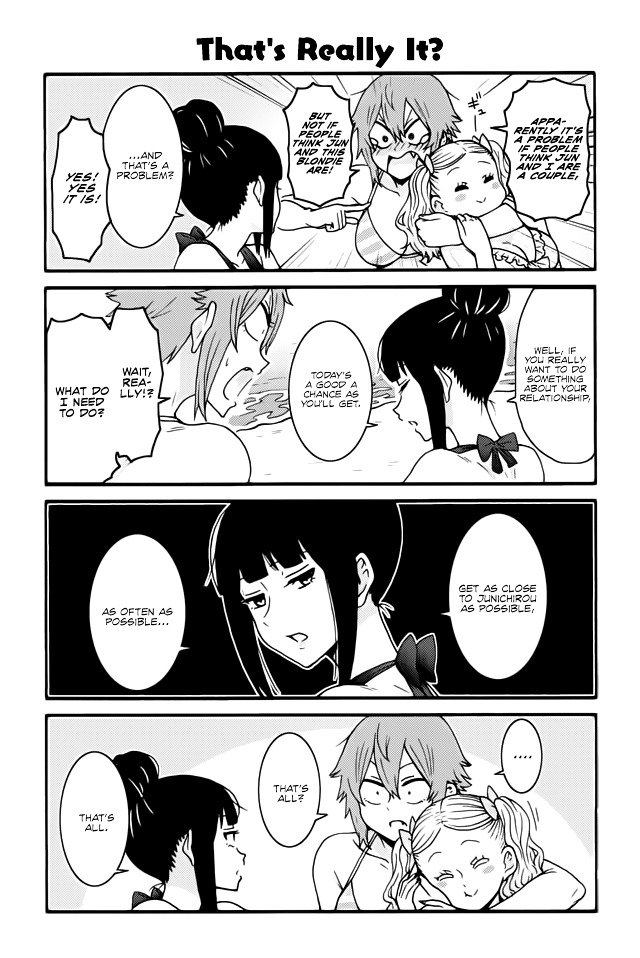 That's Really It?
APPA-
RENTLY IT'S
A PROBLEM
IF PEOPLE
THINK JUN
AND I ARE
A COUPLE,
ギュ
BUT
NOT IF
PEOPLE
THINK JUN
AND THIS
BLONDIE
ARE!
...AND
THAT'S A
PROBLEM?
YES!
YES
IT IS!
WELL, IF
YOU REALLY
WANT TO DO
SOMETHING
ABOUT YOUR
RELATIONSHIP,
TODAY'S
A GOOD A
CHANCE AS
YOU'LL GET.
WAIT,
REA-
LLY!?
WHAT DO
I NEED
TO DO?
GET AS CLOSE
TO JUNICHIROU
AS POSSIBLE,
AS OFTEN AS
POSSIBLE...
....
THAT'S
ALL?
THAT'S
ALL.